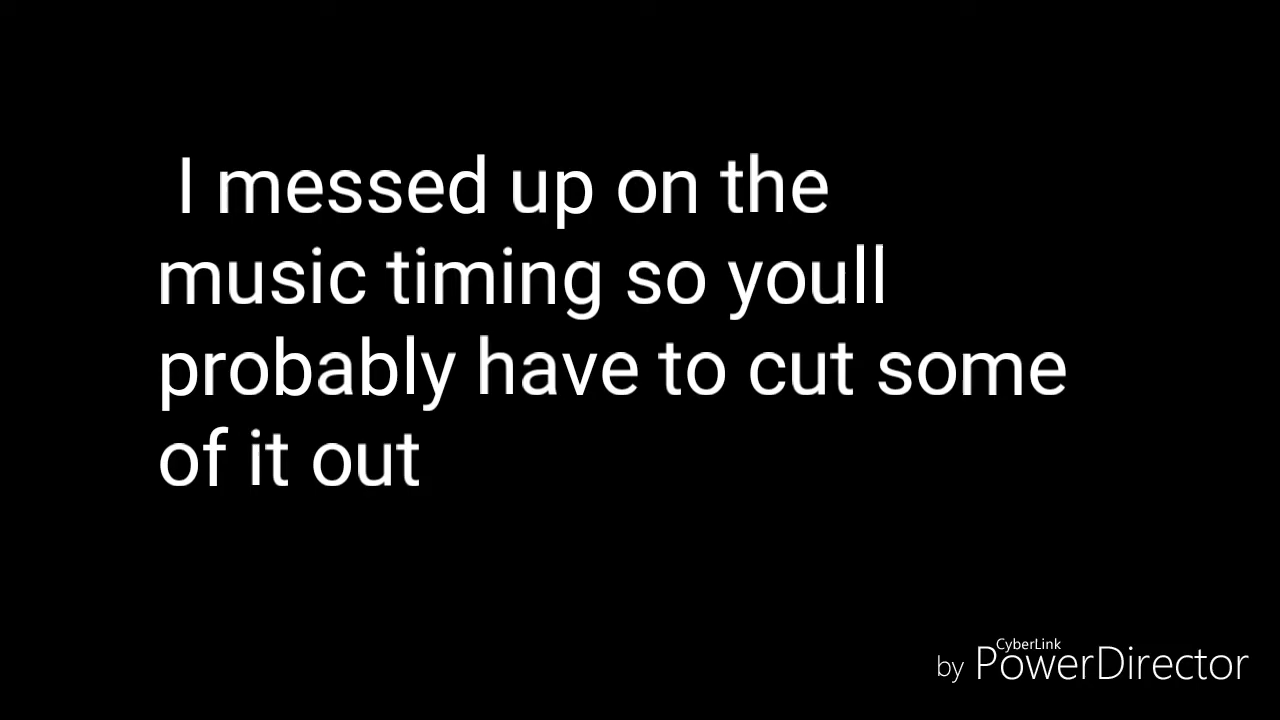 I messed up on the
music timing so youll
probably have to cut some
of it out
CyberLink
by PowerDirector